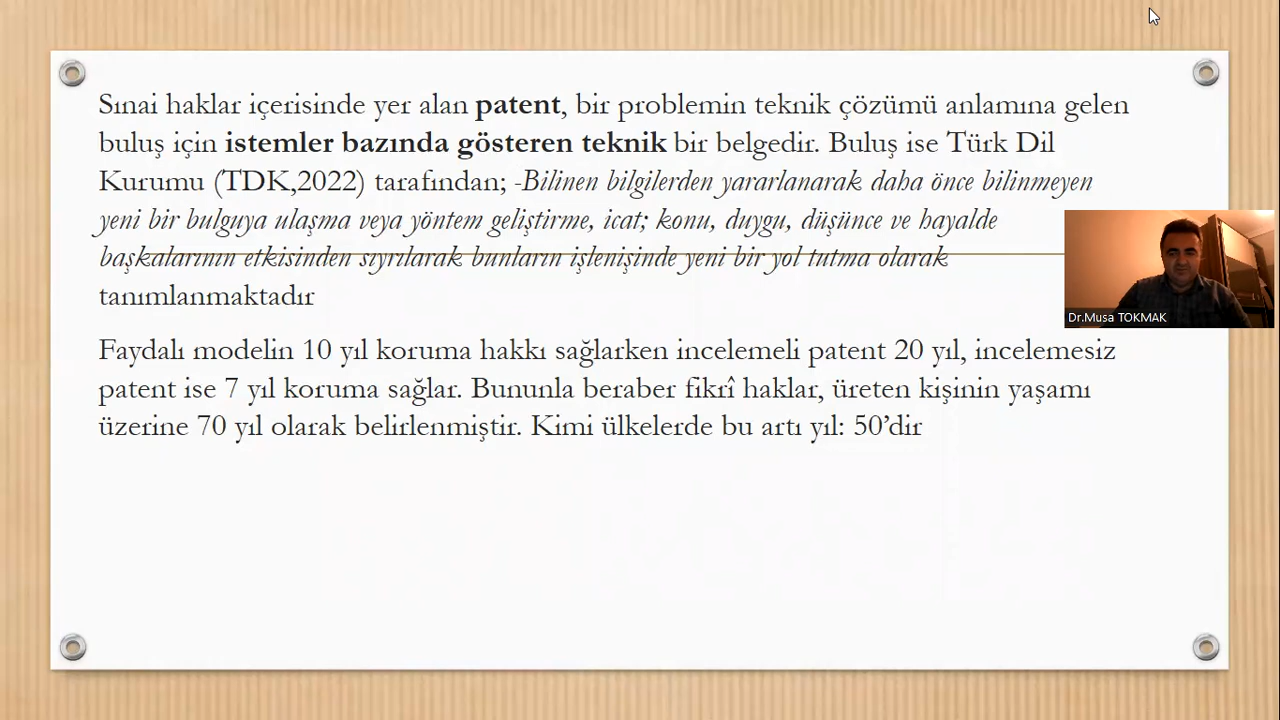 Sınai haklar içerisinde yer alan patent, bir problemin teknik çözümü anlamına gelen
buluş için istemler bazında gösteren teknik bir belgedir. Buluş ise Türk Dil
Kurumu (TDK,2022) tarafından; -Bilinen bilgilerden yararlanarak daha önce bilinmeyen
yeni bir bulguya ulaşma veya yöntem geliştirme, icat; konu, duygu, düşünce ve hayalde
başkalarının etkisinden sıyrılarak bunların işlenişinde yeni bir yol tutma olarak
tanımlanmaktadır
Faydalı modelin 10 yıl koruma hakkı sağlarken incelemeli patent 20 yıl, incelemesiz
patent ise 7 yıl koruma sağlar. Bununla beraber fikrî haklar, üreten kişinin yaşamı
üzerine 70 yıl olarak belirlenmiştir. Kimi ülkelerde bu artı yıl: 50’dir
Dr.Musa TOKMAK